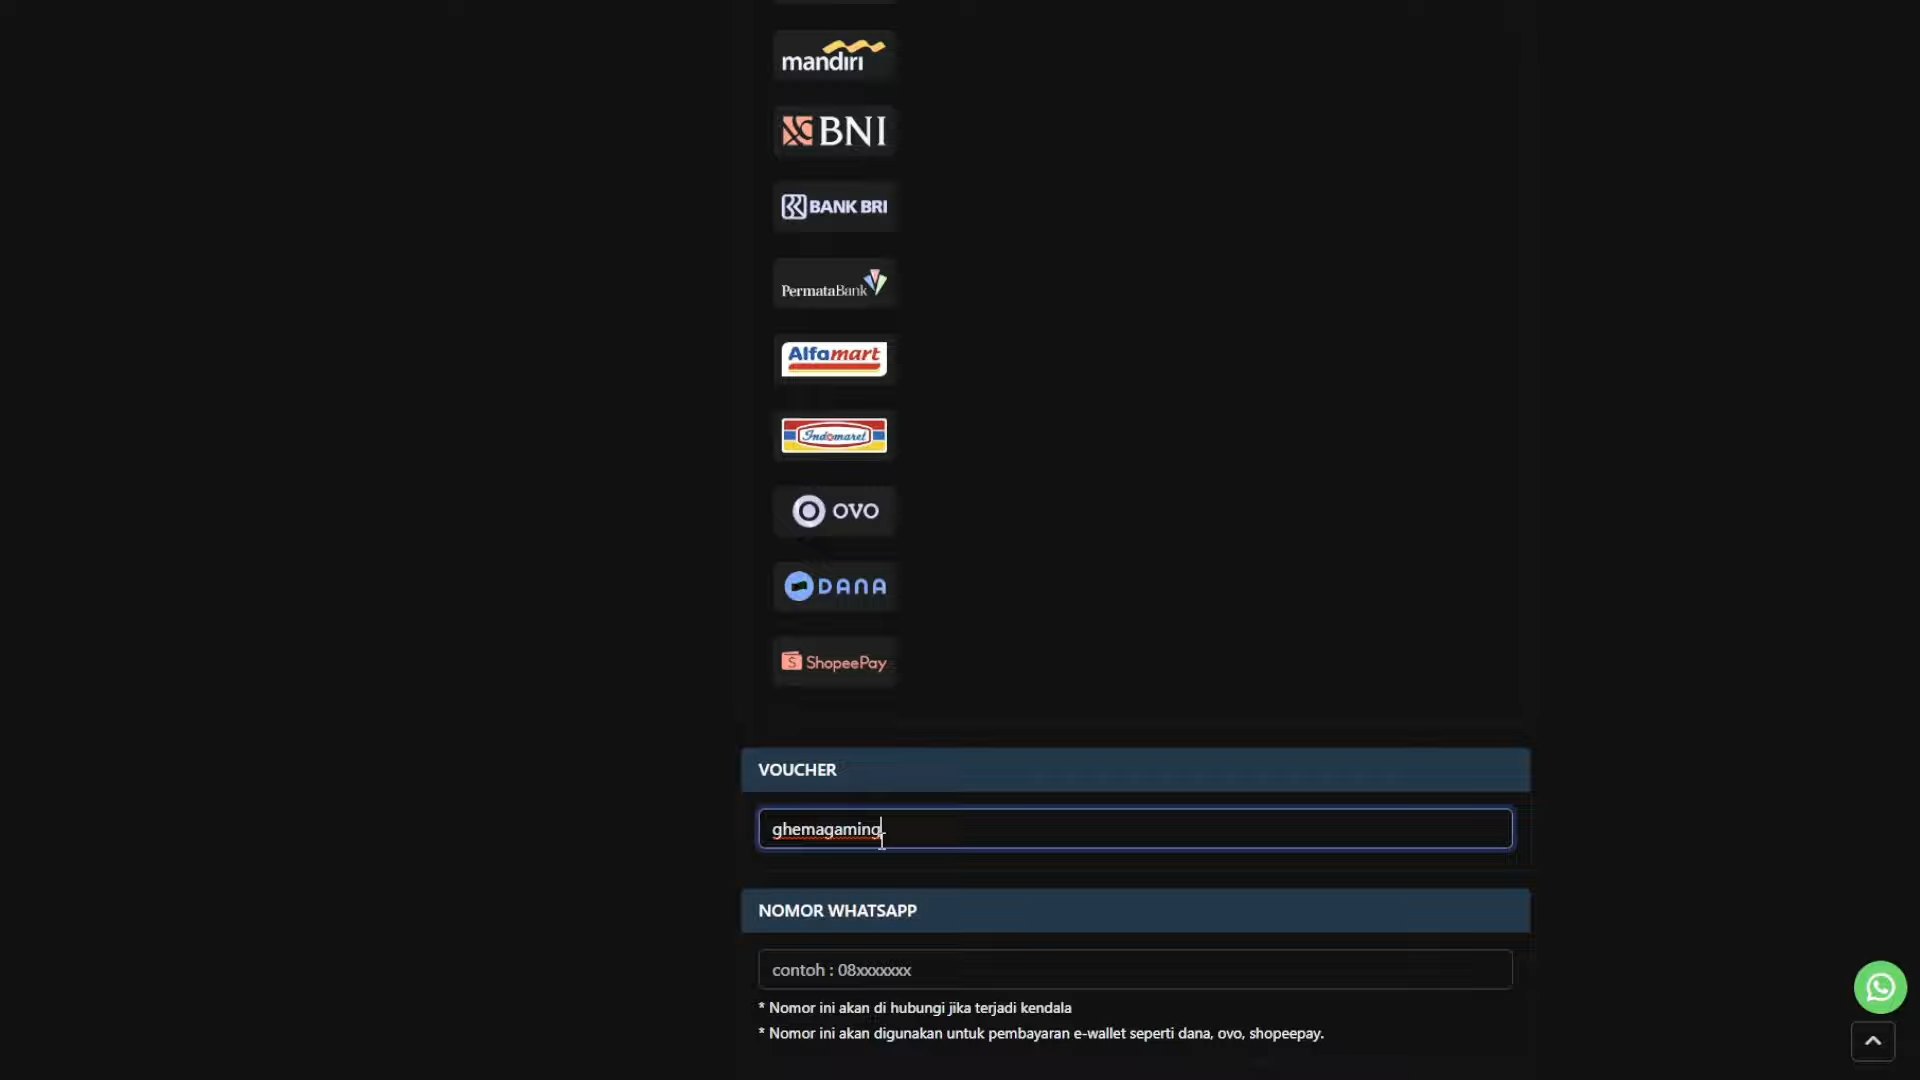 mandiri
BNI
BANK BRI
PermataBank
Alfamart
Indomaret
OVO
DANA
S ShopeePay
VOUCHER
ghemagaming
NOMOR WHATSAPP
contoh : 08xxxxxxx
* Nomor ini akan di hubungi jika terjadi kendala
* Nomor ini akan digunakan untuk pembayaran e-wallet seperti dana, ovo, shopeepay.